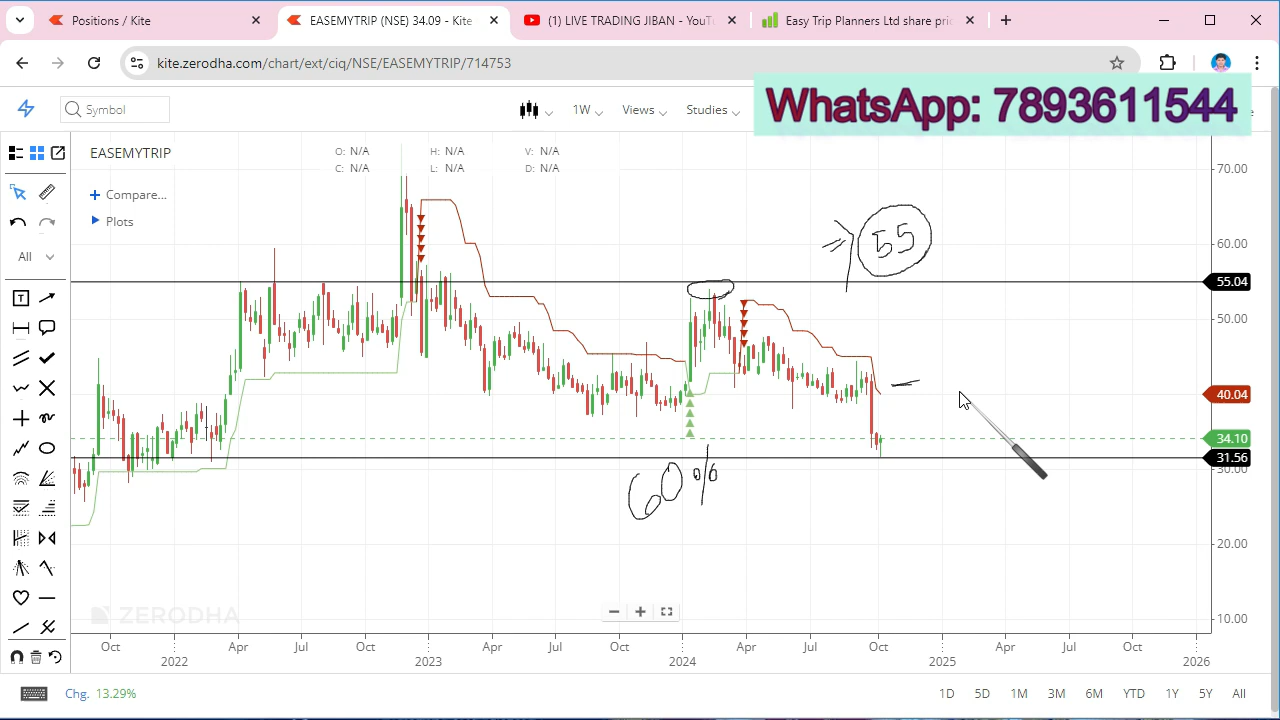 Positions / Kite
EASEMYTRIP (NSE) 34.09 - Kite
(1) LIVE TRADING JIBAN - YouT
Easy Trip Planners Ltd share pri
kite.zerodha.com/chart/ext/ciq/NSE/EASEMYTRIP/714753
WhatsApp: 7893611544
Symbol
1W
Views
Studies
EASEMYTRIP
O: N/A H: N/A V: N/A
C: N/A L: N/A D: N/A
+ Compare...
Plots
All
70.00
60.00
55
55.04
50.00
40.04
34.10
31.56
30.00
60%
20.00
10.00
ZERODHA
Oct 2022 Apr Jul Oct 2023 Apr Jul Oct 2024 Apr Jul Oct 2025 Apr Jul Oct 2026
Chg. 13.29%
1D 5D 1M 3M 6M YTD 1Y 5Y All